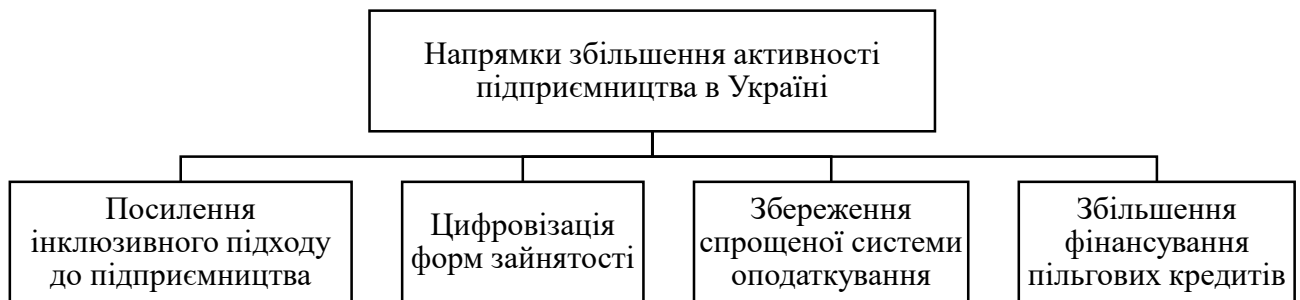 Напрямки збільшення активності
підприємництва в Україні
Посилення
інклюзивного підходу
до підприємництва
Цифровізація
форм зайнятості
Збереження
спрощеної системи
оподаткування
Збільшення
фінансування
пільгових кредитів